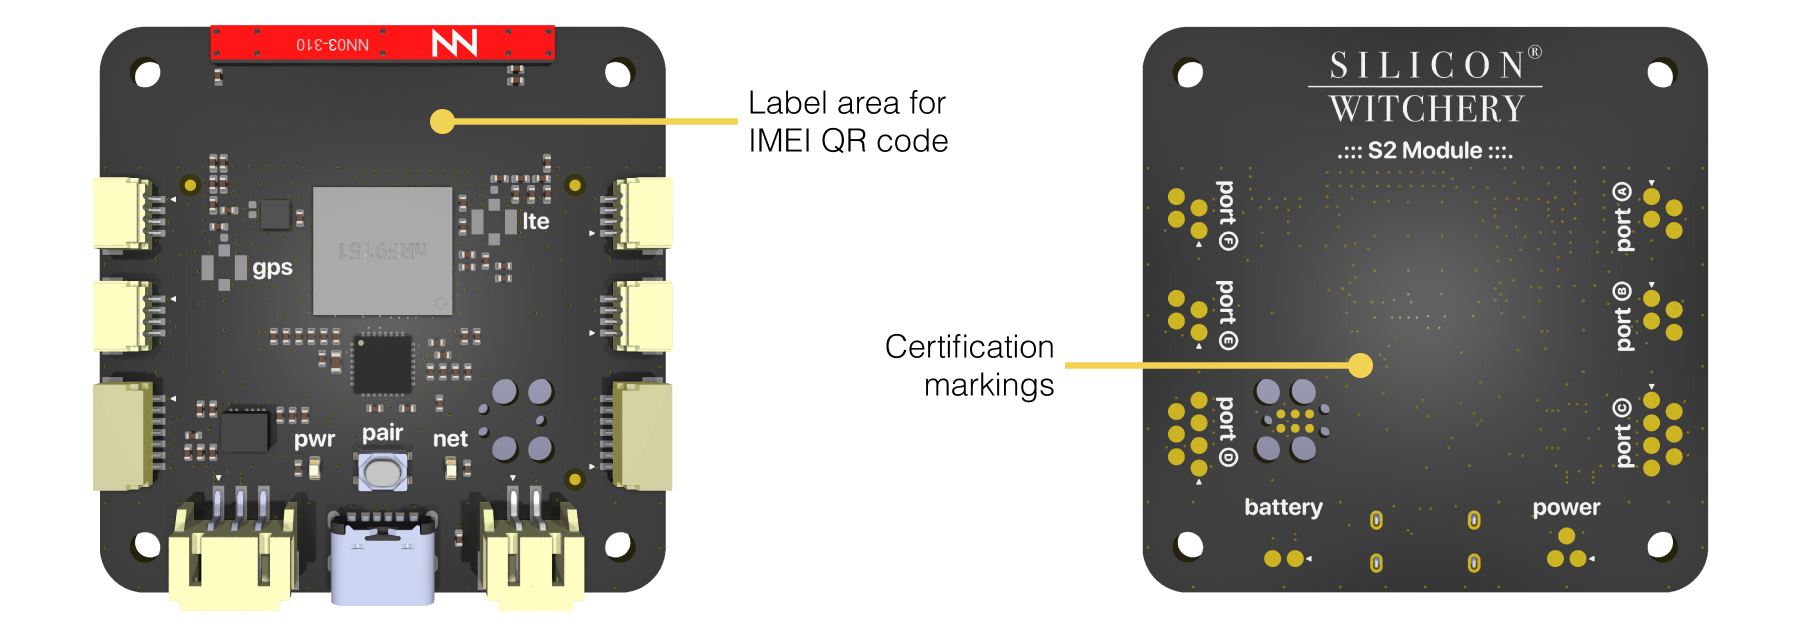 NN03-310
Label area for
IMEI QR code
lte
nRF9151
gps
pwr
pair
net
SILICON®
WITCHERY
.:::: S2 Module ::::.
port F
port A
port E
port B
Certification
markings
port D
port C
battery
power